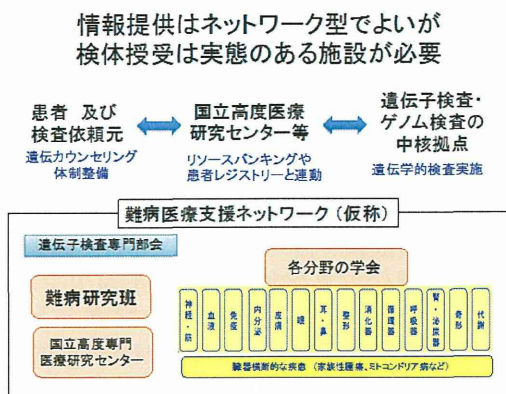 情報提供はネットワーク型でよいが
検体授受は実態のある施設が必要
患者 及び
検査依頼元
遺伝カウンセリング
体制整備
国立高度医療
研究センター等
リソースバンキングや
患者レジストリーと連動
遺伝子検査・
ゲノム検査の
中核拠点
遺伝学的検査実施
難病医療支援ネットワーク(仮称)
遺伝子検査専門部会
難病研究班
国立高度専門
医療研究センター
各分野の学会
神経・筋
血液
免疫
内分泌
皮膚
眼
耳・鼻
整形
消化器
循環器
呼吸器
腎・泌尿器
奇形
代謝
臓器横断的な疾患 (家族性腫瘍、ミトコンドリア病など)